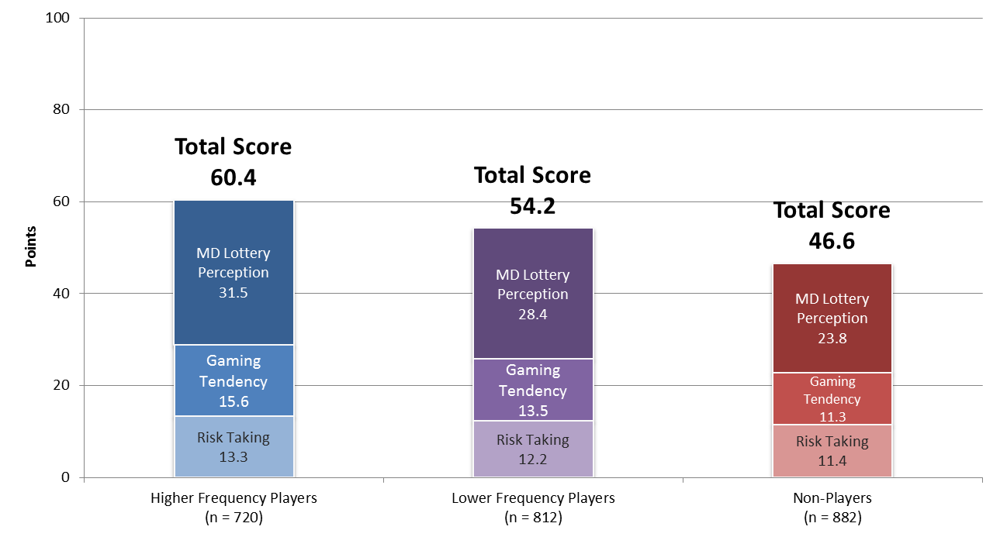 100
80
60
40
20
0
Points
Total Score
60.4
MD Lottery
Perception
31.5
Gaming
Tendency
15.6
Risk Taking
13.3
Total Score
54.2
MD Lottery
Perception
28.4
Gaming
Tendency
13.5
Risk Taking
12.2
Total Score
46.6
MD Lottery
Perception
23.8
Gaming
Tendency
11.3
Risk Taking
11.4
Higher Frequency Players
(n = 720)
Lower Frequency Players
(n = 812)
Non-Players
(n = 882)